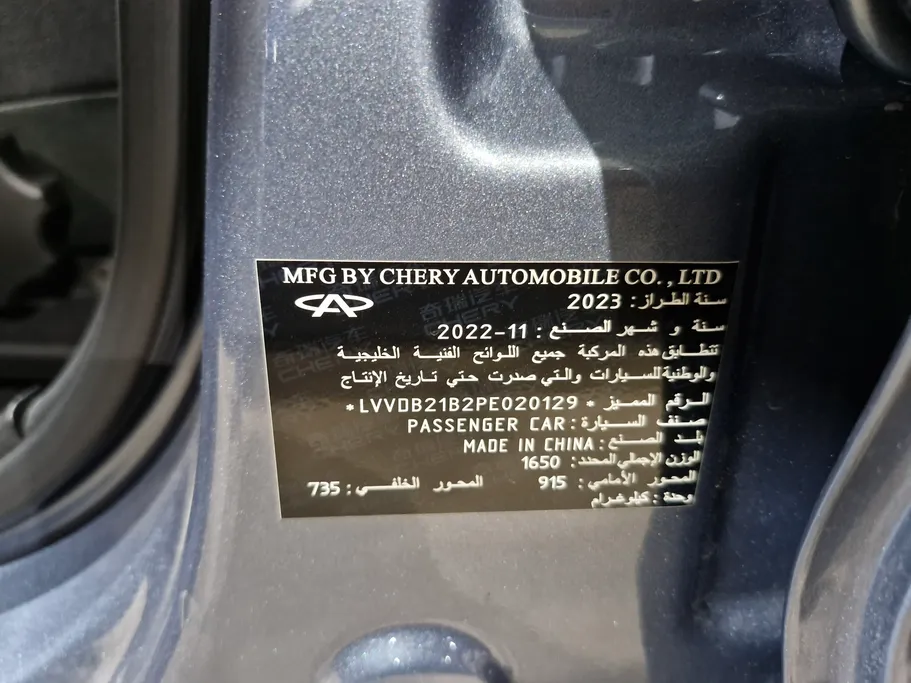 MFG BY CHERY AUTOMOBILE CO. , LTD
سنة الطراز: 2023
سنة و شهر الصنع : 11-2022
تتطابق هذه المركبة جميع اللوائح الفنية الخليجية
والوطنية للسيارات والتي صدرت حتي تاريخ الإنتاج
الرقم المميز * LVVDB21B2PE020129*
صنف السيارة: PASSENGER CAR
بلد الصنع: MADE IN CHINA
الوزن الإجمالي المحدد: 1650
المحور الأمامي: 915 المحور الخلفي: 735
وحدة: كيلوغرام